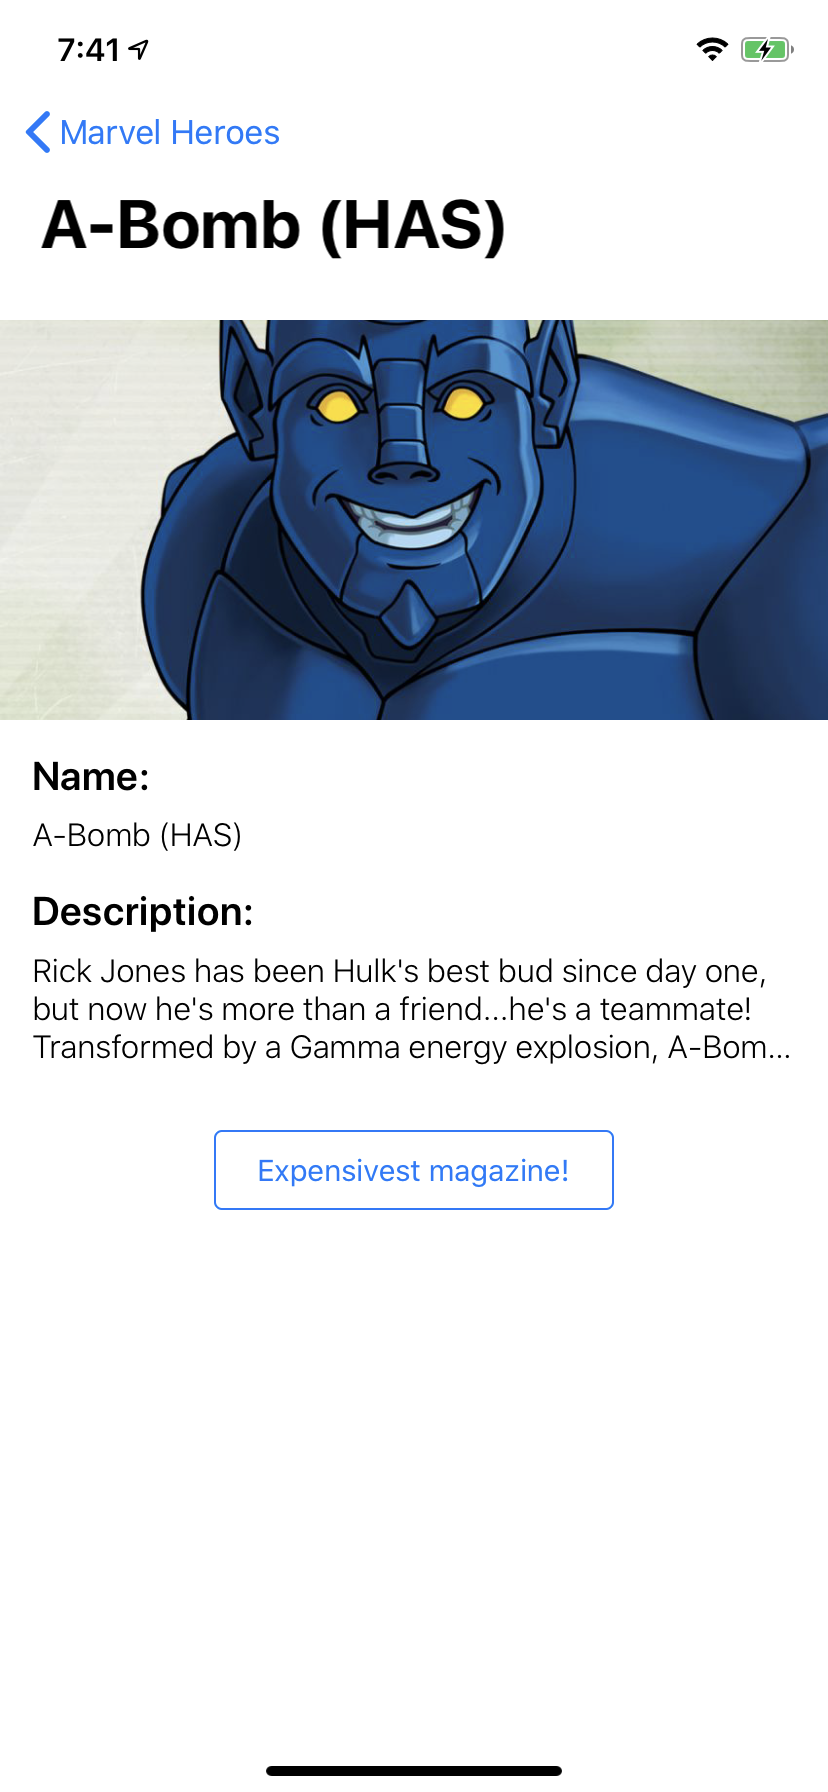 7:41
Marvel Heroes
A-Bomb (HAS)
Name:
A-Bomb (HAS)
Description:
Rick Jones has been Hulk's best bud since day one,
but now he's more than a friend...he's a teammate!
Transformed by a Gamma energy explosion, A-Bom...
Expensivest magazine!